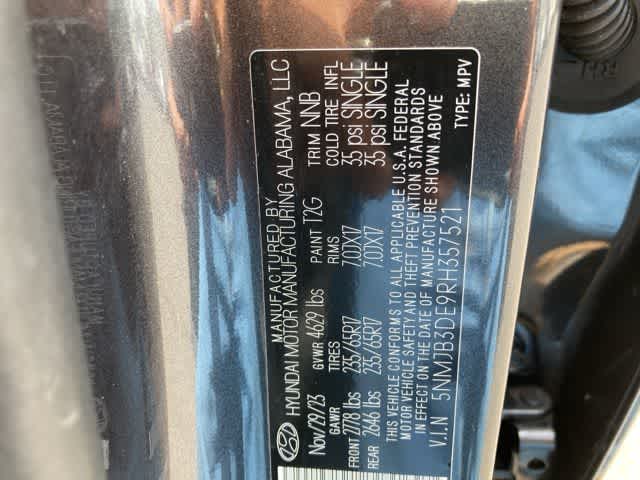 MANUFACTURED BY
HYUNDAI MOTOR MANUFACTURING ALABAMA, LLC
Nov/29/23 GVWR 4629 lbs PAINT T2G TRIM NNB
GAWR TIRES RIMS COLD TIRE INFL
FRONT 2778 lbs 235/65R17 7.0JX17 35 psi SINGLE
REAR 2646 lbs 235/65R17 7.0JX17 35 psi SINGLE
THIS VEHICLE CONFORMS TO ALL APPLICABLE U.S.A. FEDERAL
MOTOR VEHICLE SAFETY AND THEFT PREVENTION STANDARDS
IN EFFECT ON THE DATE OF MANUFACTURE SHOWN ABOVE
V.I.N 5NMJB3DE9RH357521 TYPE: MPV
RH